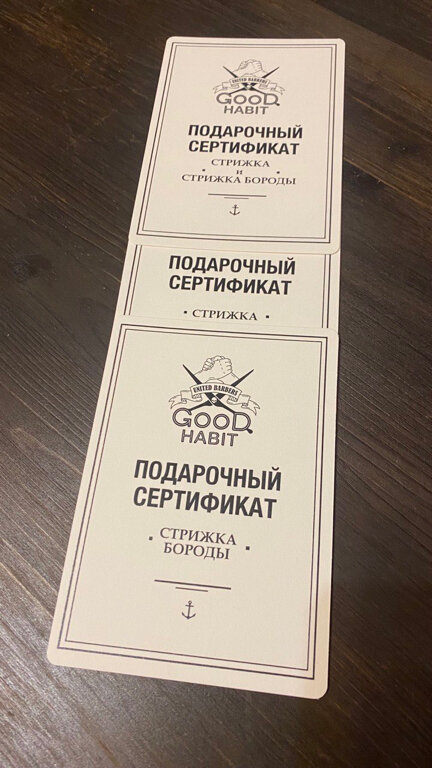 UNITED BARBERS
GOOD
HABIT
ПОДАРОЧНЫЙ
СЕРТИФИКАТ
СТРИЖКА
И
СТРИЖКА БОРОДЫ
ПОДАРОЧНЫЙ
СЕРТИФИКАТ
СТРИЖКА
UNITED BARBERS
GOOD
HABIT
ПОДАРОЧНЫЙ
СЕРТИФИКАТ
СТРИЖКА
БОРОДЫ